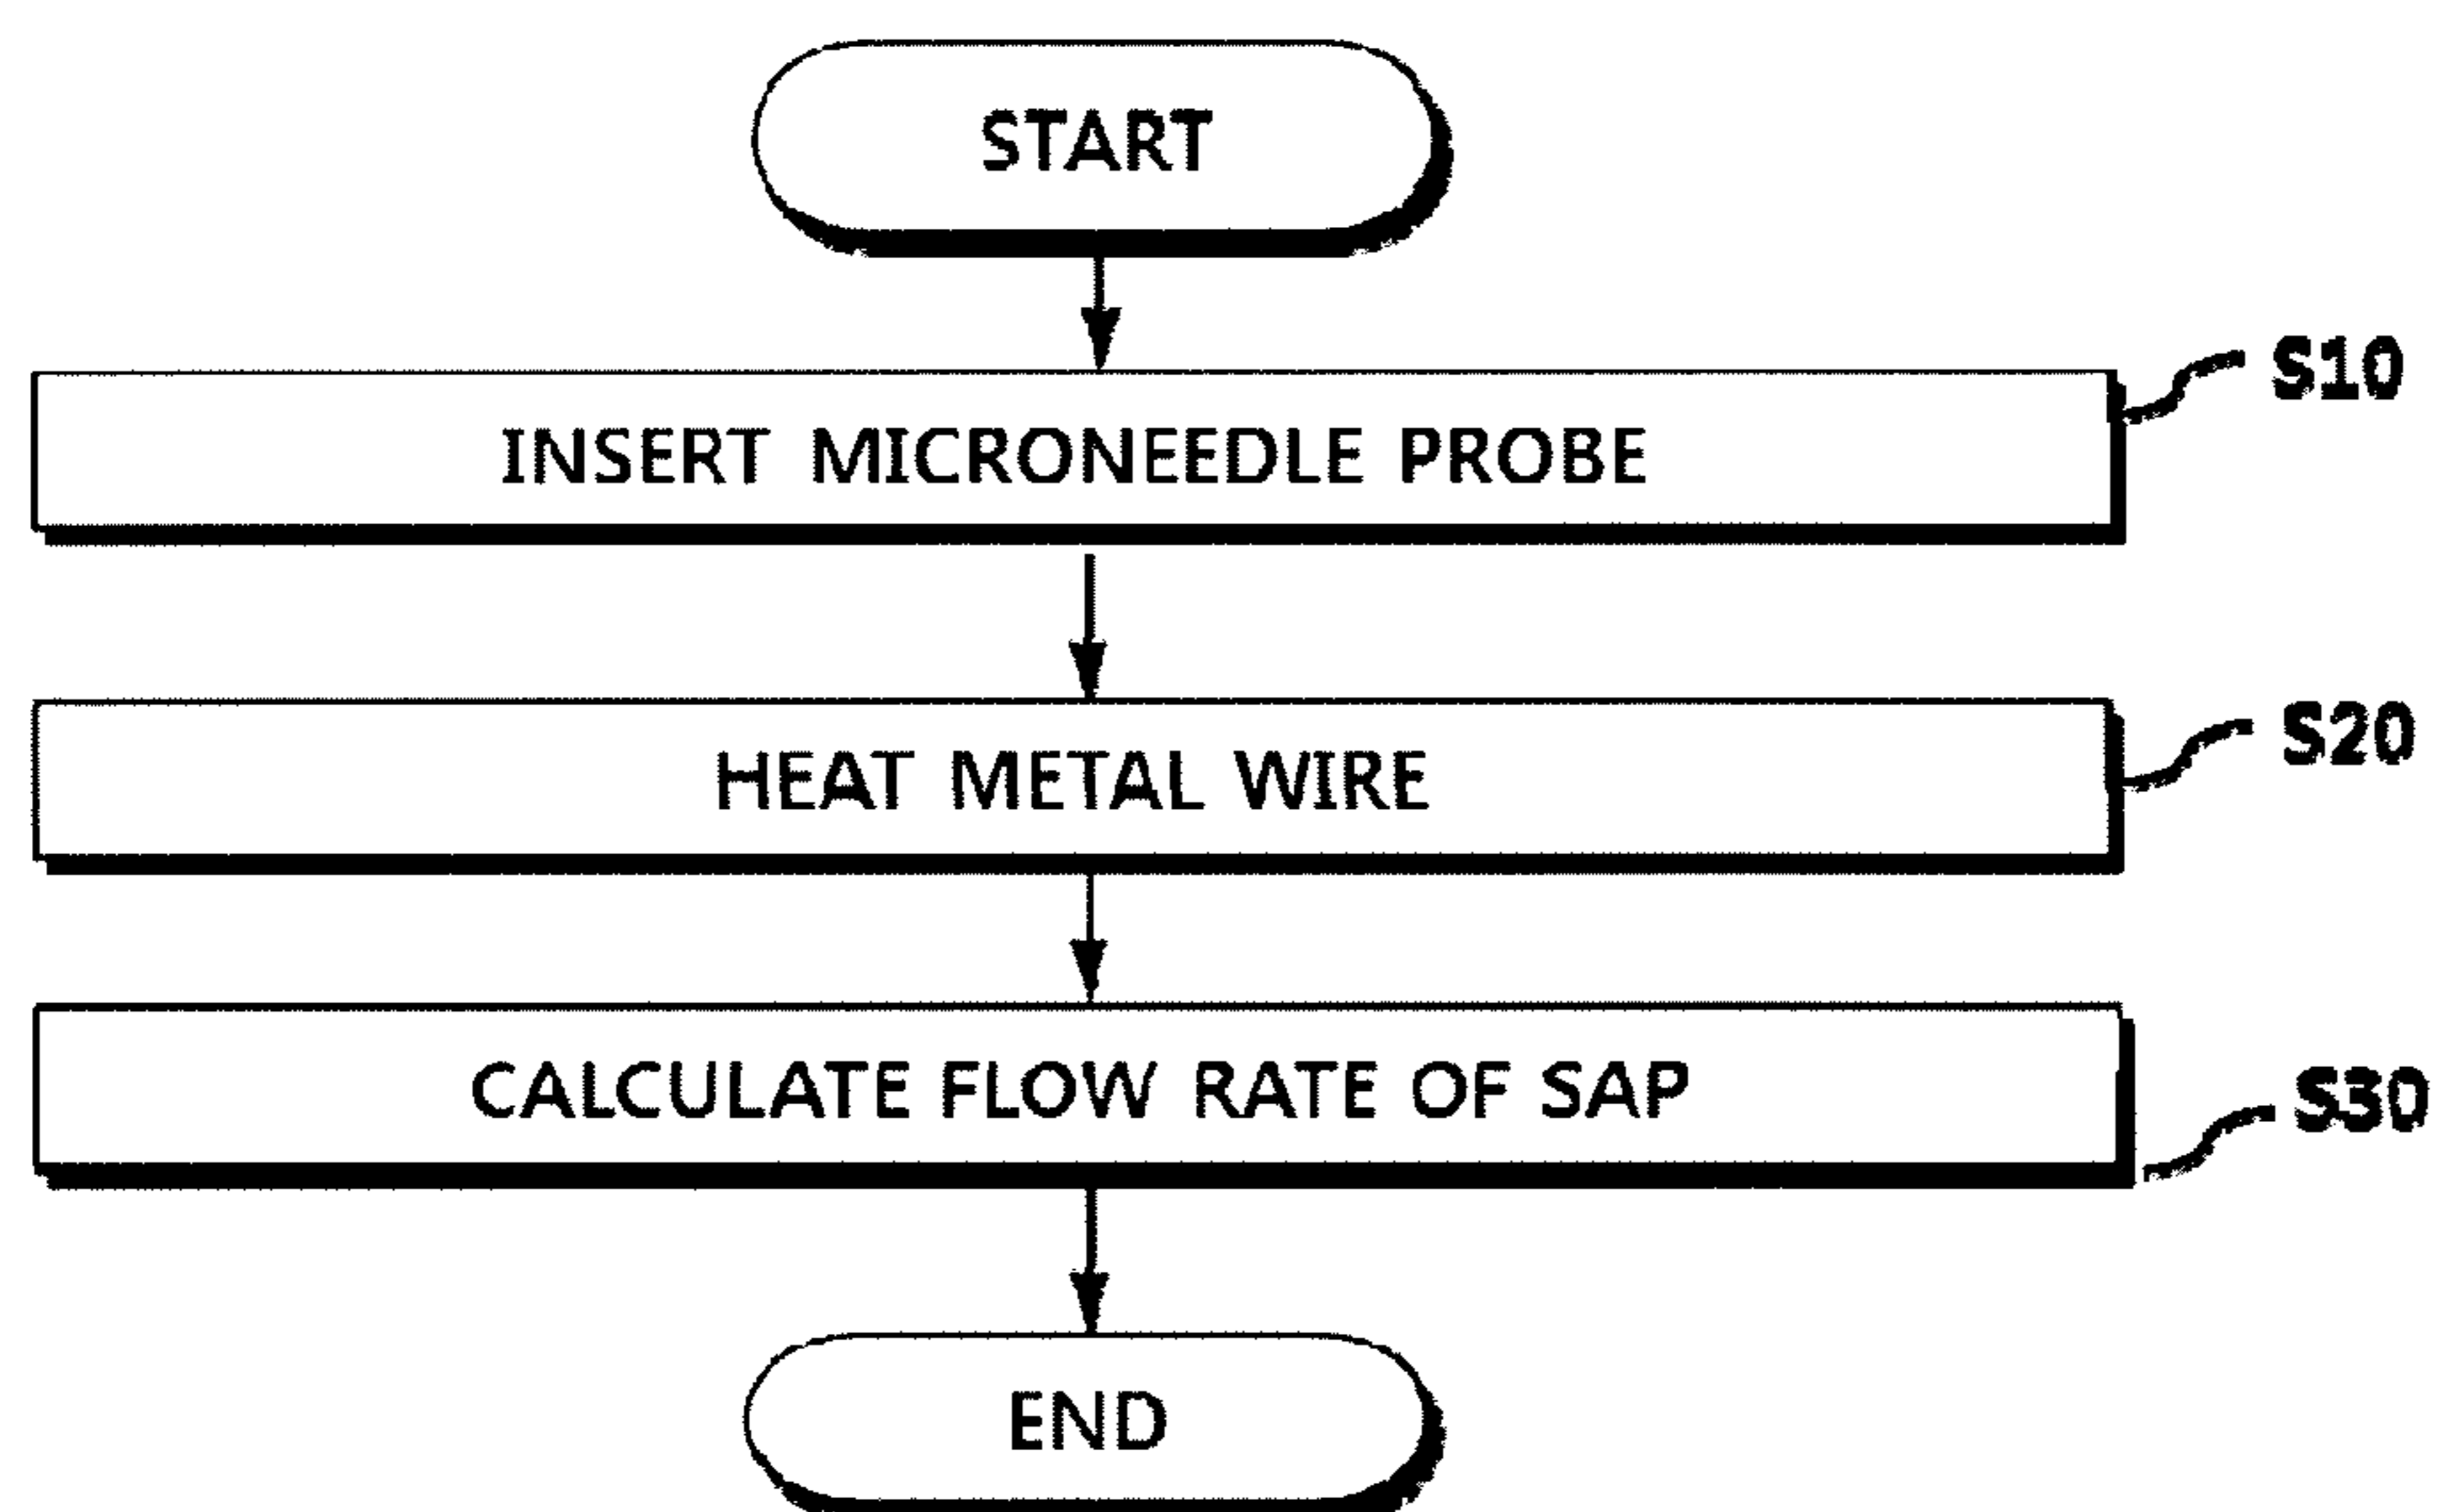 START
S10
INSERT MICRONEEDLE PROBE
S20
HEAT METAL WIRE
CALCULATE FLOW RATE OF SAP
S30
END